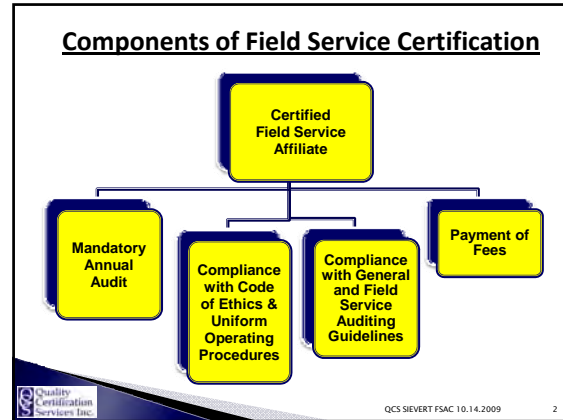 Components of Field Service Certification
Certified
Field Service
Affiliate
Mandatory
Annual
Audit
Compliance
with Code
of Ethics &
Uniform
Operating
Procedures
Compliance
with General
and Field
Service
Auditing
Guidelines
Payment of
Fees
QCS
Quality
Certification
Services Inc.
QCS SIEVERT FSAC 10.14.2009
2